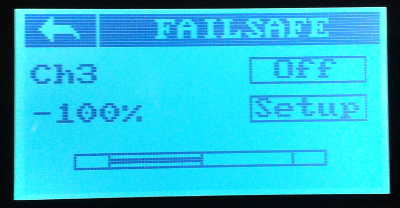 FAILSAFE
Ch3 Off
-100% Setup